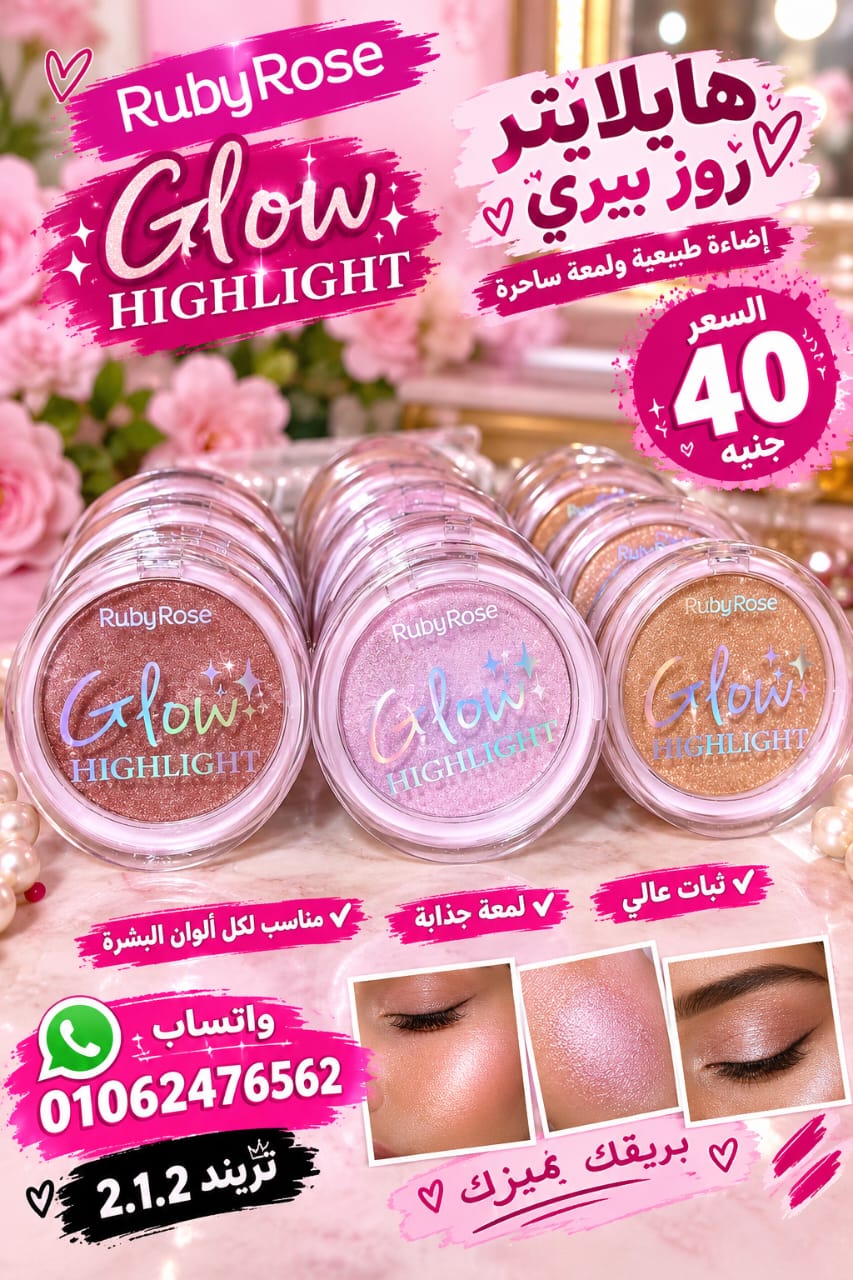 RubyRose
Glow
HIGHLIGHT
هايلايتر
روز بيري
إضاءة طبيعية ولمعة ساحرة
السعر
40
جنيه
RubyRose
Glow
HIGHLIGHT
RubyRose
Glow
HIGHLIGHT
RubyRose
Glow
HIGHLIGHT
✓ ثبات عالي
✓ لمعة جذابة
✓ مناسب لكل ألوان البشرة
واتساب
01062476562
تريند 2.1.2
بريقك يميزك